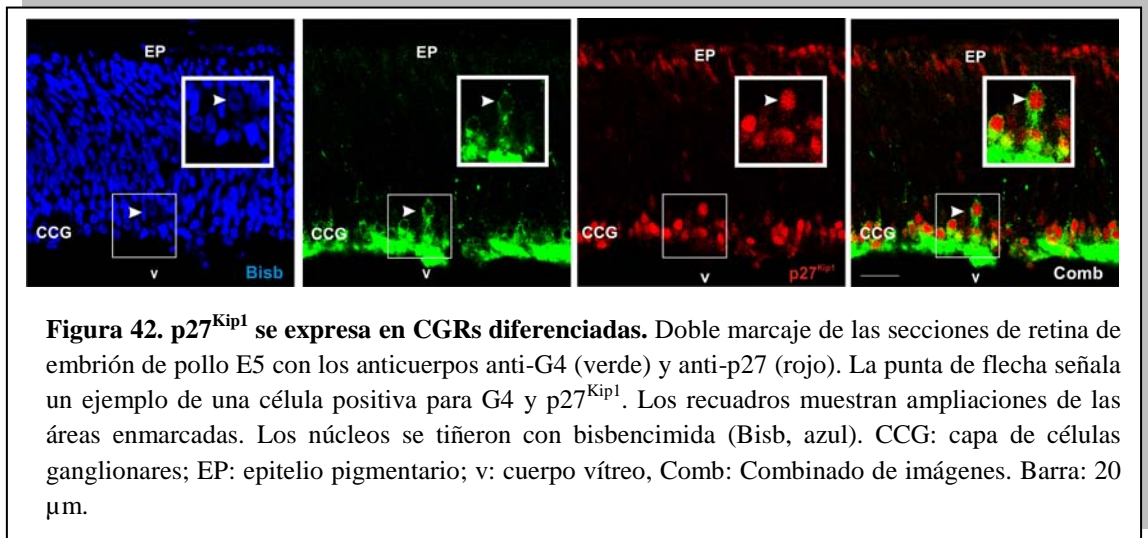 EP
EP
EP
CCG
CCG
CCG
CCG
v
v
v
v
Bisb
p27Kip1
Comb
Figura 42. p27Kip1 se expresa en CGRs diferenciadas. Doble marcaje de las secciones de retina de
embrión de pollo E5 con los anticuerpos anti-G4 (verde) y anti-p27 (rojo). La punta de flecha señala
un ejemplo de una célula positiva para G4 y p27Kip1. Los recuadros muestran ampliaciones de las
áreas enmarcadas. Los núcleos se tiñeron con bisbencimida (Bisb, azul). CCG: capa de células
ganglionares; EP: epitelio pigmentario; v: cuerpo vítreo, Comb: Combinado de imágenes. Barra: 20
µm.